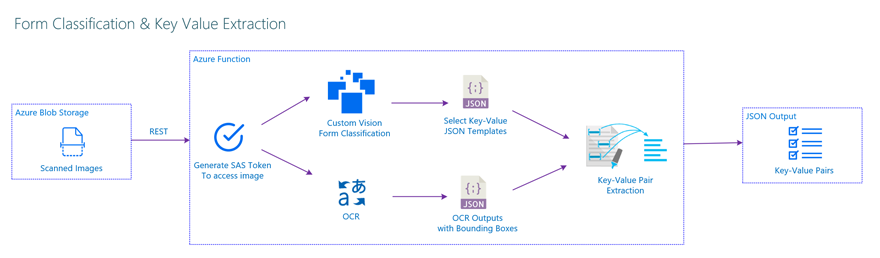 Form Classification & Key Value Extraction
Azure Function
Azure Blob Storage
Scanned Images
REST
Generate SAS Token
To access image
Custom Vision
Form Classification
{;}
JSON
Select Key-Value
JSON Templates
a あ
OCR
{;}
JSON
OCR Outputs
with Bounding Boxes
Key-Value Pair
Extraction
JSON Output
Key-Value Pairs